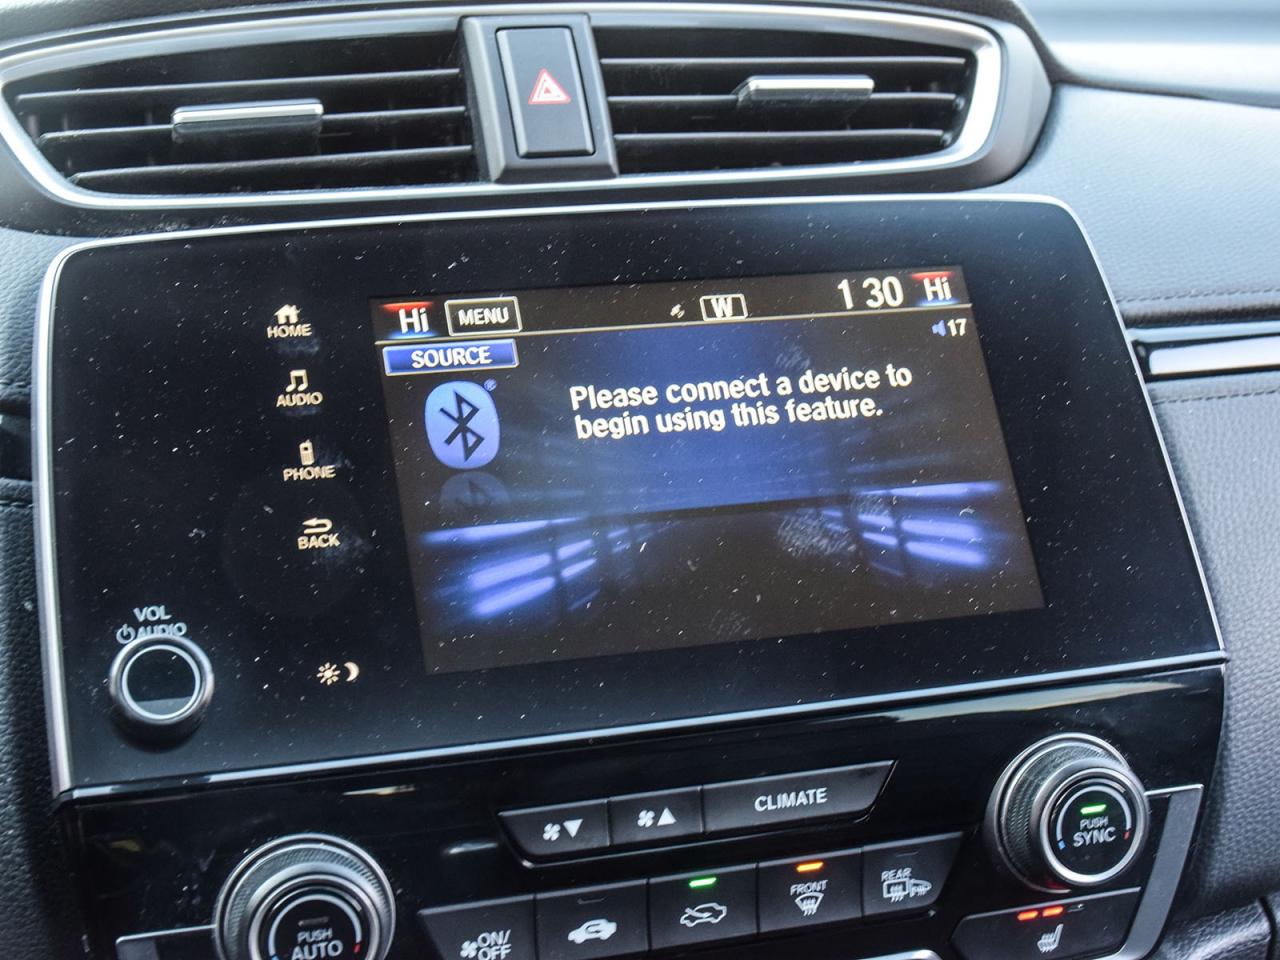 HOME
AUDIO
PHONE
BACK
VOL
AUDIO
Hi
MENU
W
1 30
Hi
SOURCE
17
®
Please connect a device to
begin using this feature.
CLIMATE
PUSH
SYNC
FRONT
REAR
ON/
OFF
PUSH
AUTO